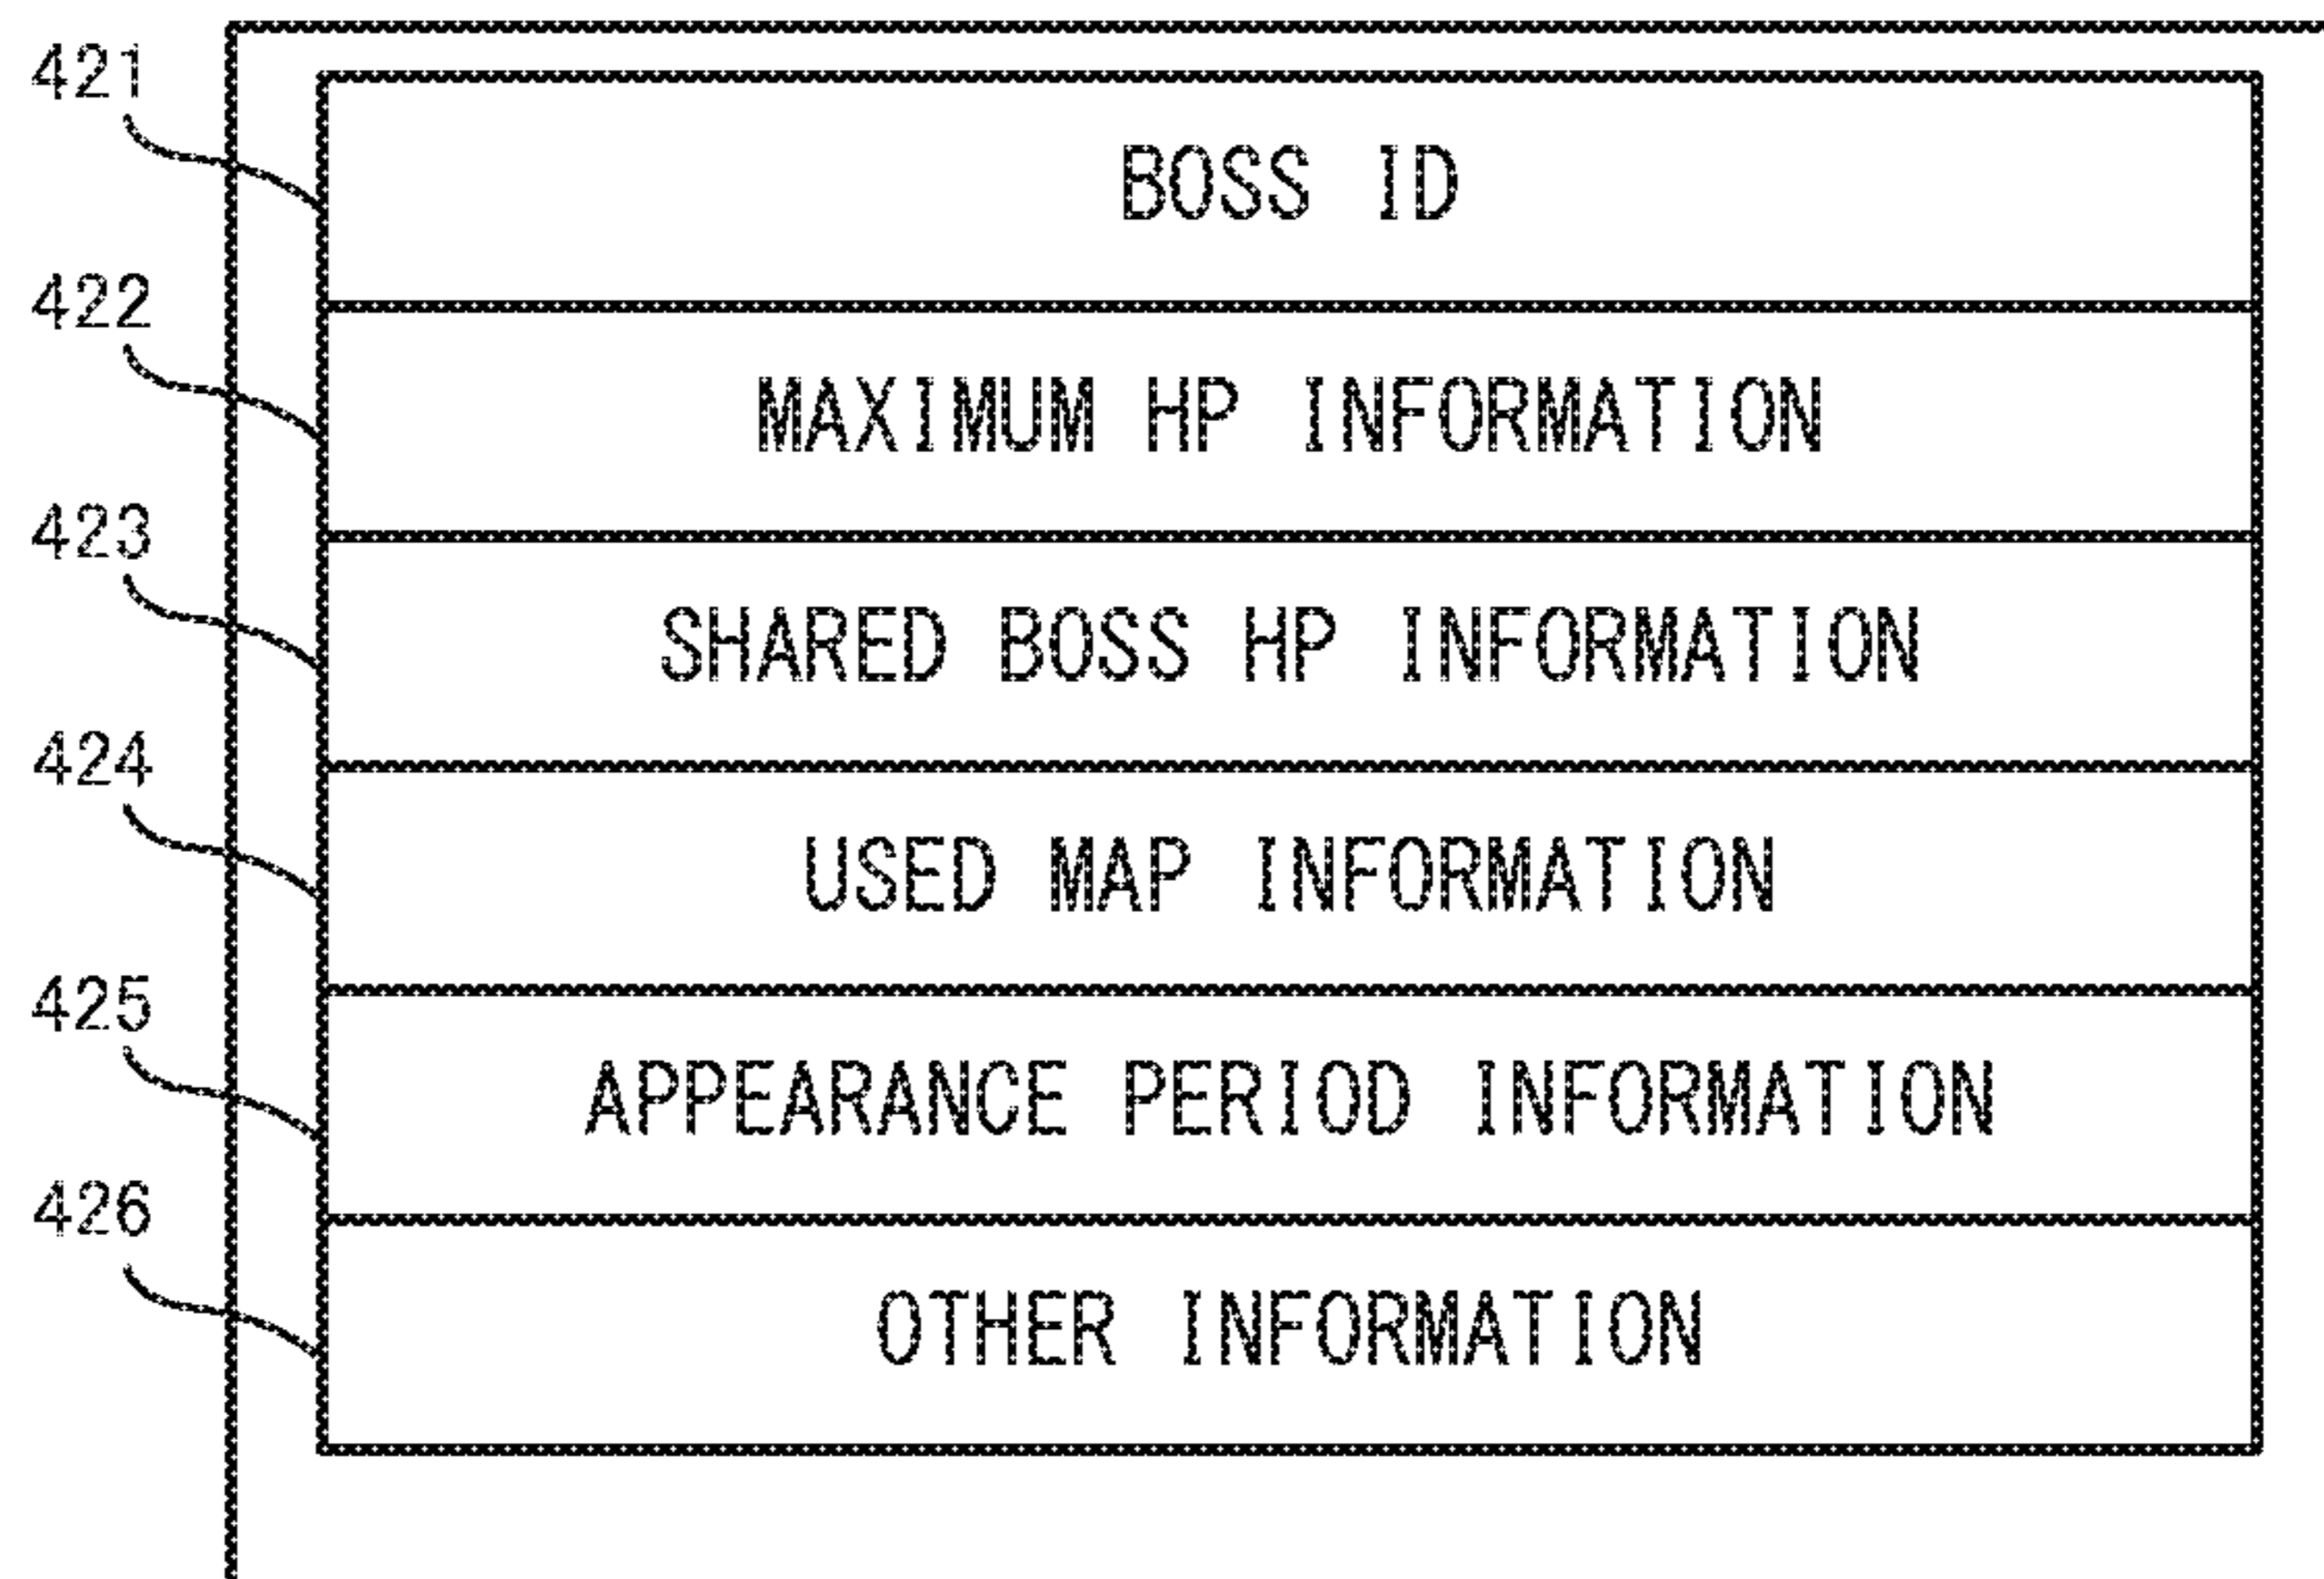 421
BOSS ID
422
MAXIMUM HP INFORMATION
423
SHARED BOSS HP INFORMATION
424
USED MAP INFORMATION
425
APPEARANCE PERIOD INFORMATION
426
OTHER INFORMATION